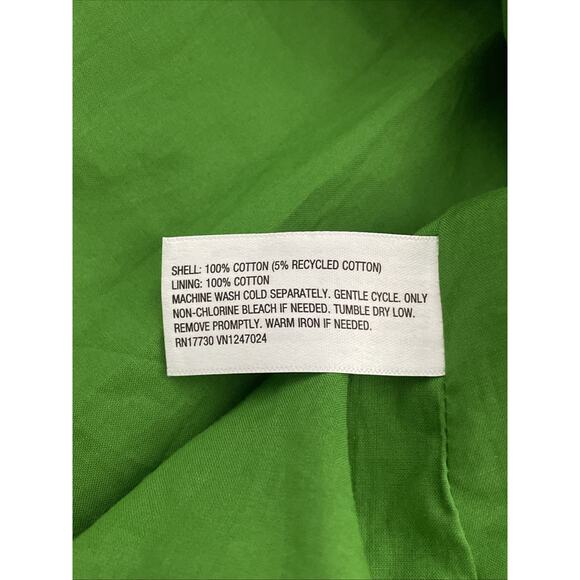 SHELL: 100% COTTON (5% RECYCLED COTTON)
LINING: 100% COTTON
MACHINE WASH COLD SEPARATELY. GENTLE CYCLE. ONLY
NON-CHLORINE BLEACH IF NEEDED. TUMBLE DRY LOW.
REMOVE PROMPTLY. WARM IRON IF NEEDED.
RN17730 VN1247024